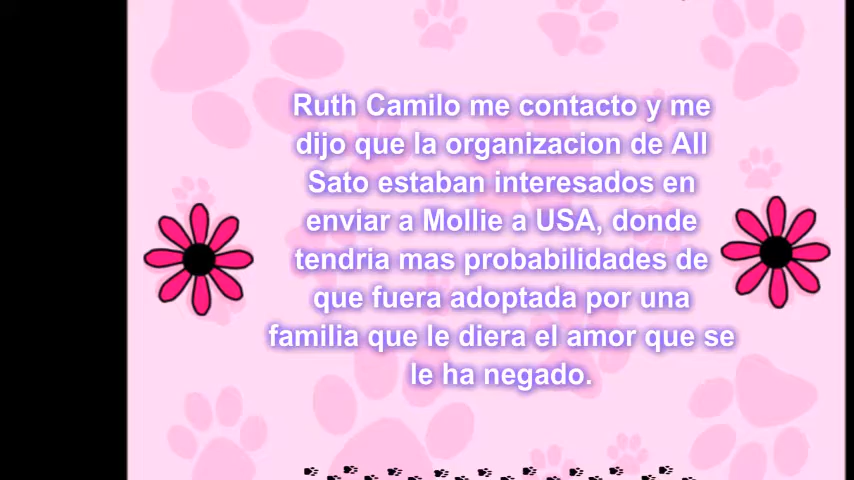 Ruth Camilo me contacto y me
dijo que la organizacion de All
Sato estaban interesados en
enviar a Mollie a USA, donde
tendria mas probabilidades de
que fuera adoptada por una
familia que le diera el amor que se
le ha negado.